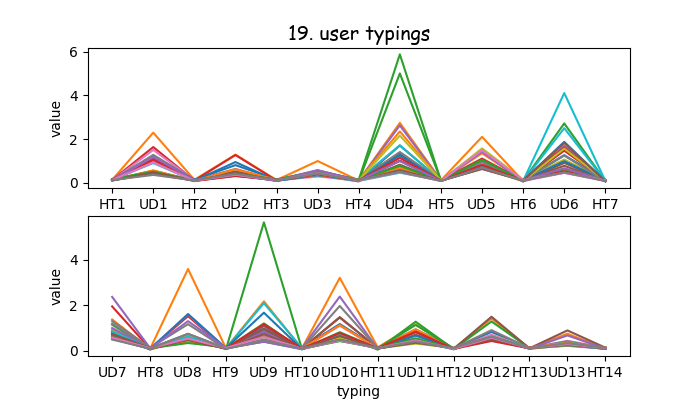 19. user typings
6
4
2
0
value
HT1 UD1 HT2 UD2 HT3 UD3 HT4 UD4 HT5 UD5 HT6 UD6 HT7
4
2
0
value
UD7 HT8 UD8 HT9 UD9 HT10 UD10 HT11 UD11 HT12 UD12 HT13 UD13 HT14
typing